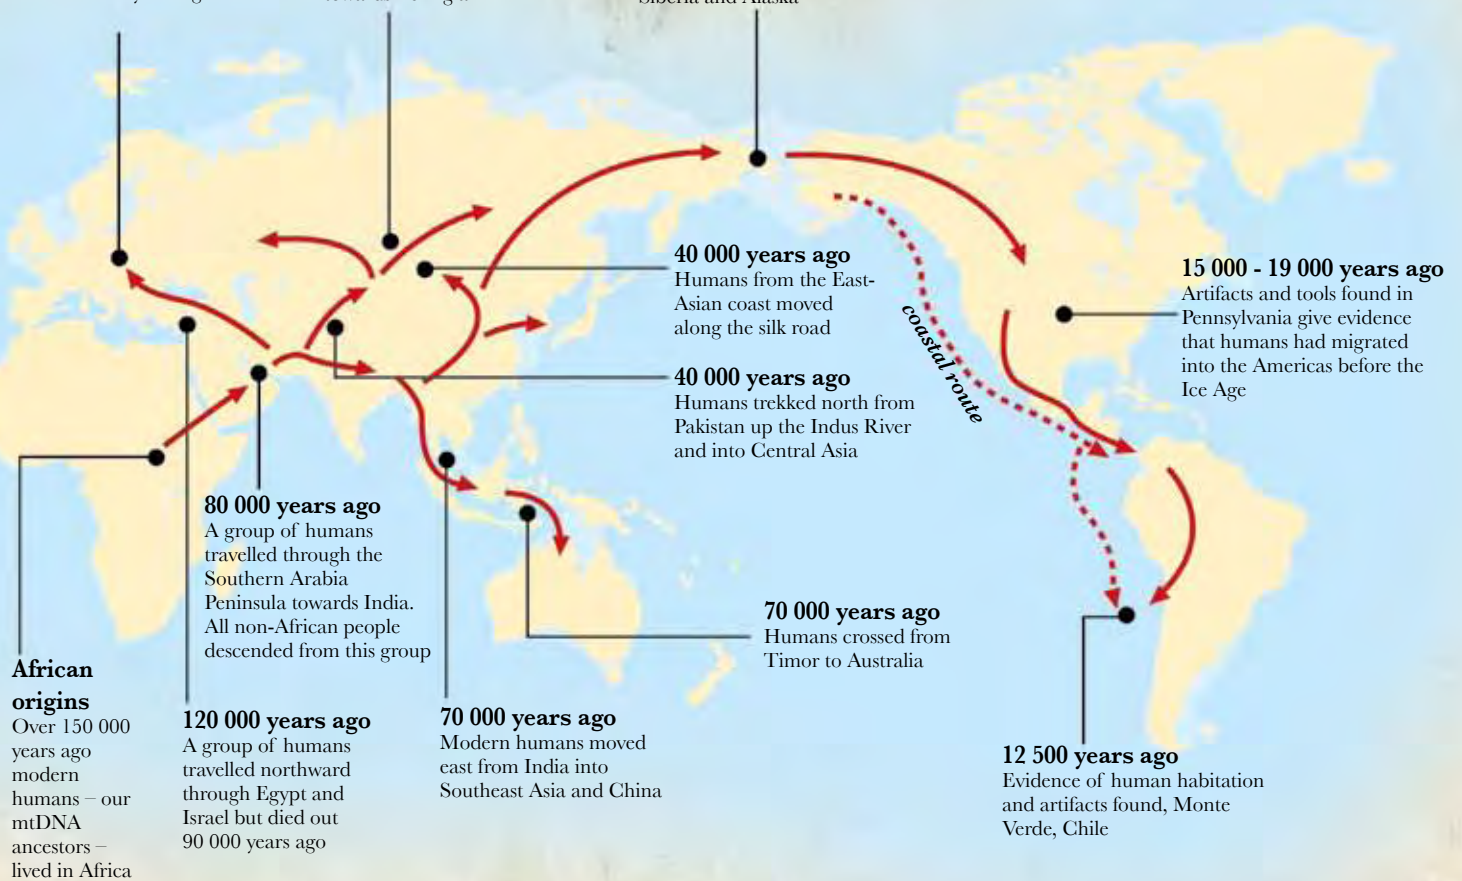 Siberia and Alaska
40 000 years ago
Humans from the East-
Asian coast moved
along the silk road
15 000 - 19 000 years ago
Artifacts and tools found in
Pennsylvania give evidence
that humans had migrated
into the Americas before the
Ice Age
coastal route
40 000 years ago
Humans trekked north from
Pakistan up the Indus River
and into Central Asia
80 000 years ago
A group of humans
travelled through the
Southern Arabia
Peninsula towards India.
All non-African people
descended from this group
70 000 years ago
Humans crossed from
Timor to Australia
African
origins
Over 150 000
years ago
modern
humans – our
mtDNA
ancestors –
lived in Africa
120 000 years ago
A group of humans
travelled northward
through Egypt and
Israel but died out
90 000 years ago
70 000 years ago
Modern humans moved
east from India into
Southeast Asia and China
12 500 years ago
Evidence of human habitation
and artifacts found, Monte
Verde, Chile